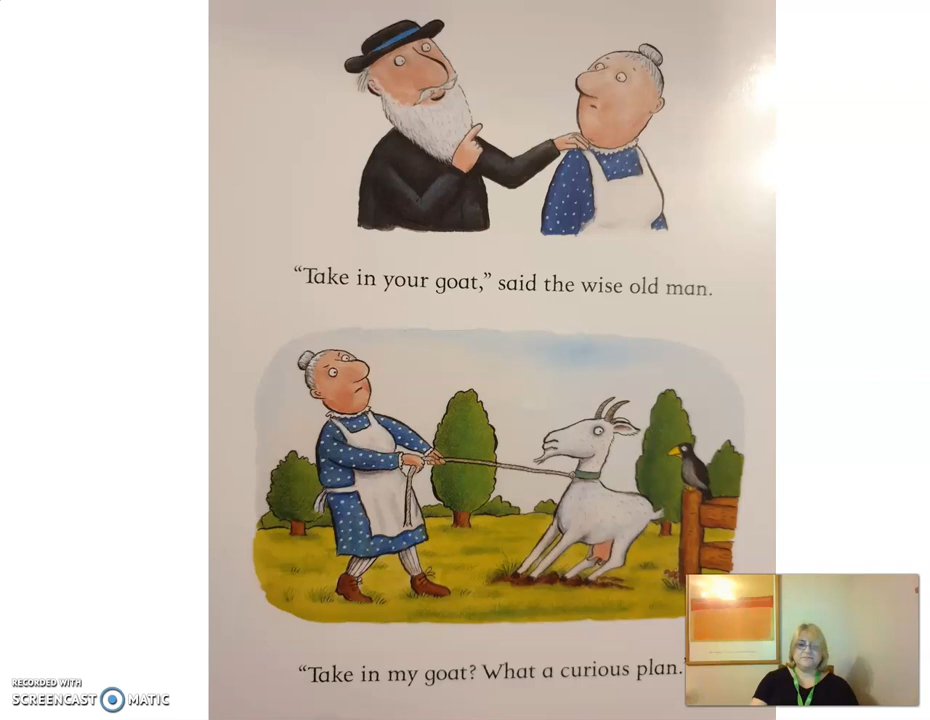 “Take in your goat,” said the wise old man.
“Take in my goat? What a curious plan.
RECORDED WITH
SCREENCAST MATIC